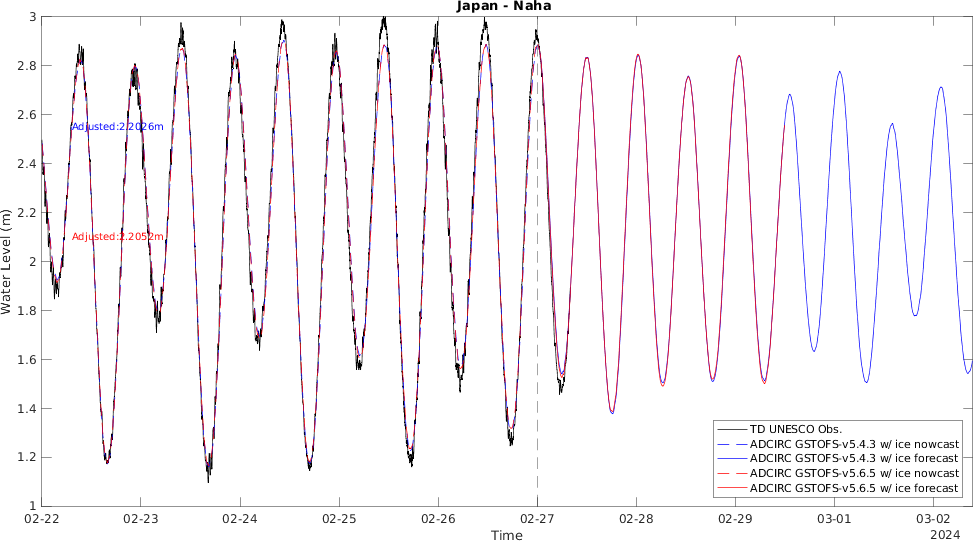 Japan - Naha
3
2.8
2.6
2.4
2.2
2
1.8
1.6
1.4
1.2
1
Water Level (m)
Adjusted:2.2026m
Adjusted:2.2052m
TD UNESCO Obs.
ADCIRC GSTOFS-v5.4.3 w/ ice nowcast
ADCIRC GSTOFS-v5.4.3 w/ ice forecast
ADCIRC GSTOFS-v5.6.5 w/ ice nowcast
ADCIRC GSTOFS-v5.6.5 w/ ice forecast
02-22 02-23 02-24 02-25 02-26 02-27 02-28 02-29 03-01 03-02
Time 2024